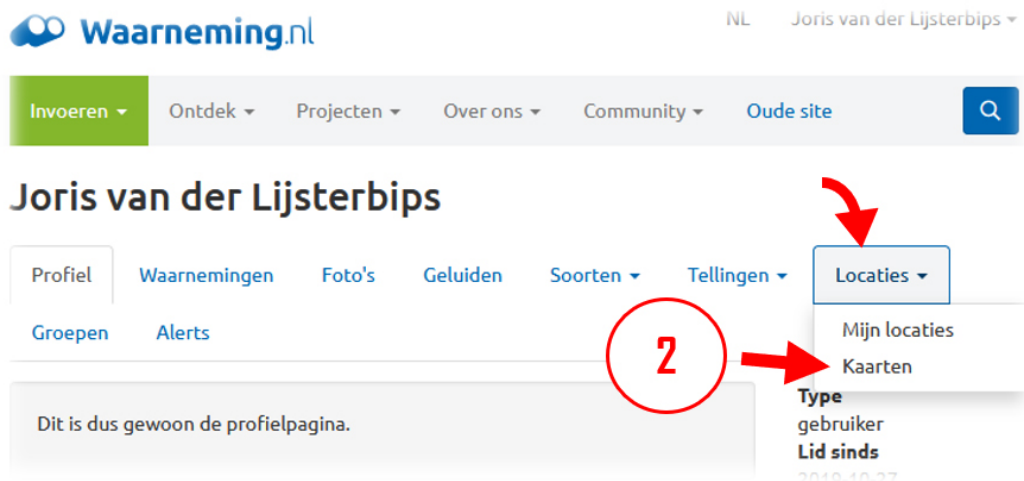 Waarneming.nl
NL Joris van der Lijsterbips
Invoeren Ontdek Projecten Over ons Community Oude site
Joris van der Lijsterbips
Profiel Waarnemingen Foto's Geluiden Soorten Tellingen Locaties
Groepen Alerts
Mijn locaties
2
Kaarten
Dit is dus gewoon de profielpagina.
Type
gebruiker
Lid sinds